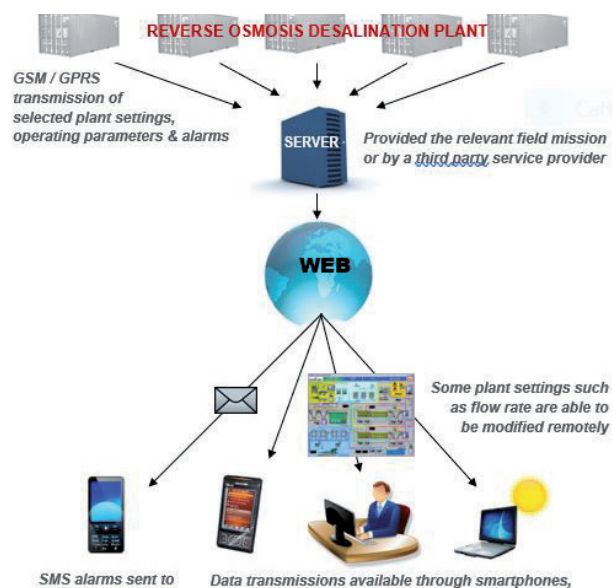 REVERSE OSMOSIS DESALINATION PLANT
GSM / GPRS
transmission of
selected plant settings,
operating parameters & alarms
SERVER
Provided the relevant field mission
or by a third party service provider
WEB
Some plant settings such
as flow rate are able to
be modified remotely
SMS alarms sent to
Data transmissions available through smartphones,